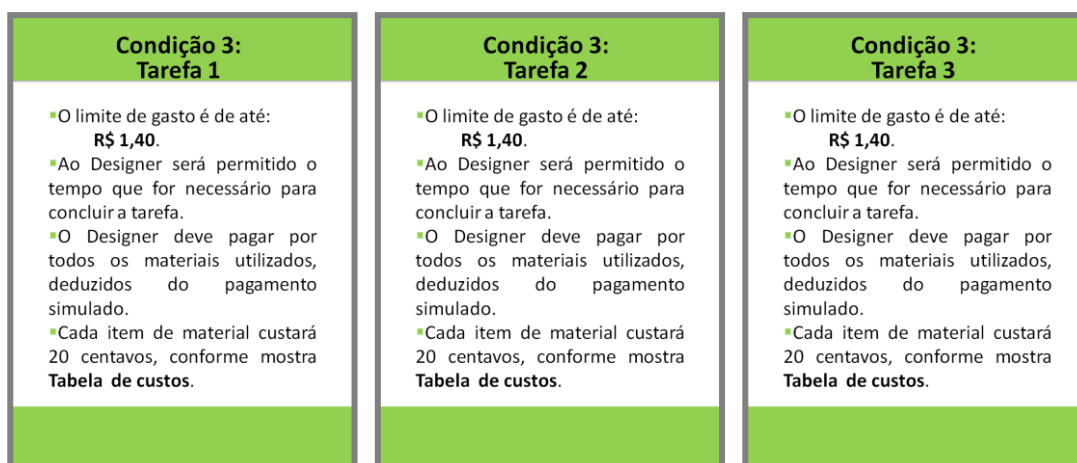 Condição 3:
Tarefa 1
▪O limite de gasto é de até:
R$ 1,40.
▪Ao Designer será permitido o
tempo que for necessário para
concluir a tarefa.
▪O Designer deve pagar por
todos os materiais utilizados,
deduzidos do pagamento
simulado.
▪Cada item de material custará
20 centavos, conforme mostra
Tabela de custos.
Condição 3:
Tarefa 2
▪O limite de gasto é de até:
R$ 1,40.
▪Ao Designer será permitido o
tempo que for necessário para
concluir a tarefa.
▪O Designer deve pagar por
todos os materiais utilizados,
deduzidos do pagamento
simulado.
▪Cada item de material custará
20 centavos, conforme mostra
Tabela de custos.
Condição 3:
Tarefa 3
▪O limite de gasto é de até:
R$ 1,40.
▪Ao Designer será permitido o
tempo que for necessário para
concluir a tarefa.
▪O Designer deve pagar por
todos os materiais utilizados,
deduzidos do pagamento
simulado.
▪Cada item de material custará
20 centavos, conforme mostra
Tabela de custos.